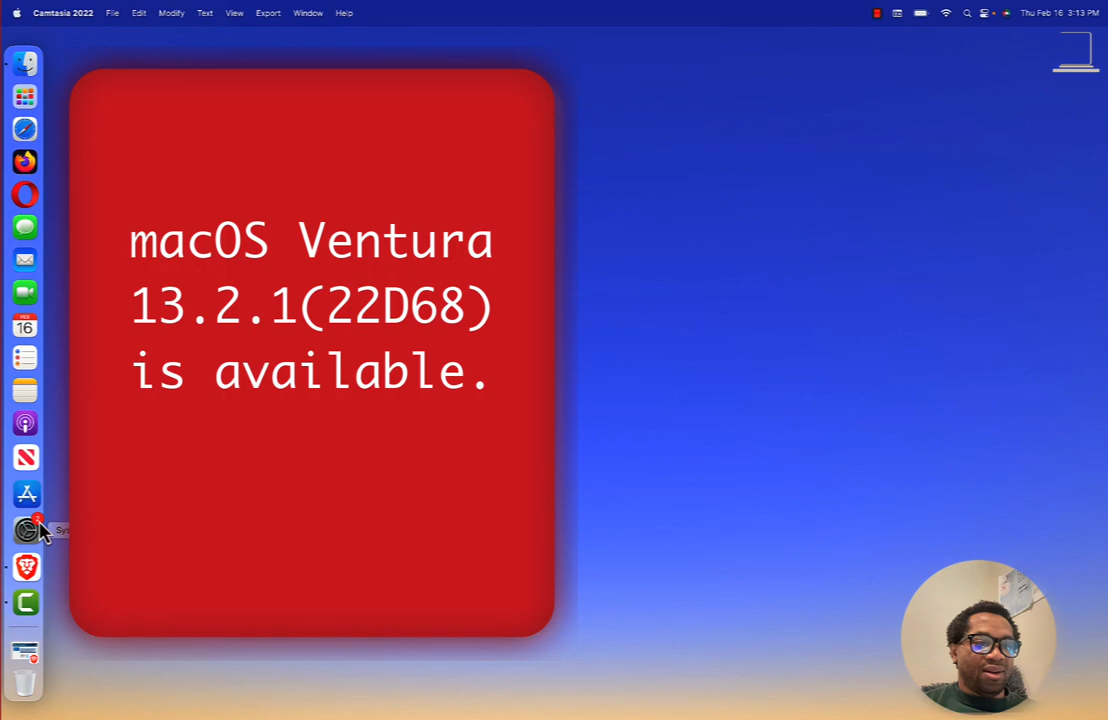 Camtasia 2022 File Edit Modify Text View Export Window Help
Thu Feb 16 3:13 PM
macOS Ventura
13.2.1(22D68)
is available.
16
Sys